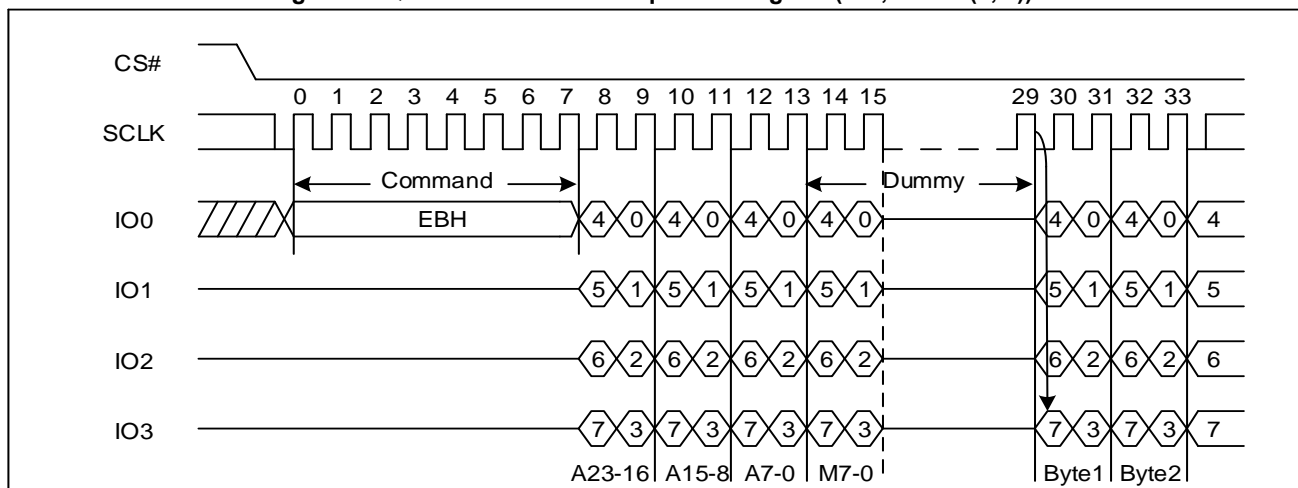 CS#
0 1 2 3 4 5 6 7 8 9 10 11 12 13 14 15 29 30 31 32 33
SCLK
Command Dummy
IO0 EBH 4 0 4 0 4 0 4 0 4 0 4 0 4
IO1 5 1 5 1 5 1 5 1 5 1 5 1 5
IO2 6 2 6 2 6 2 6 2 6 2 6 2 6
IO3 7 3 7 3 7 3 7 3 7 3 7 3 7
A23-16 A15-8 A7-0 M7-0 Byte1 Byte2